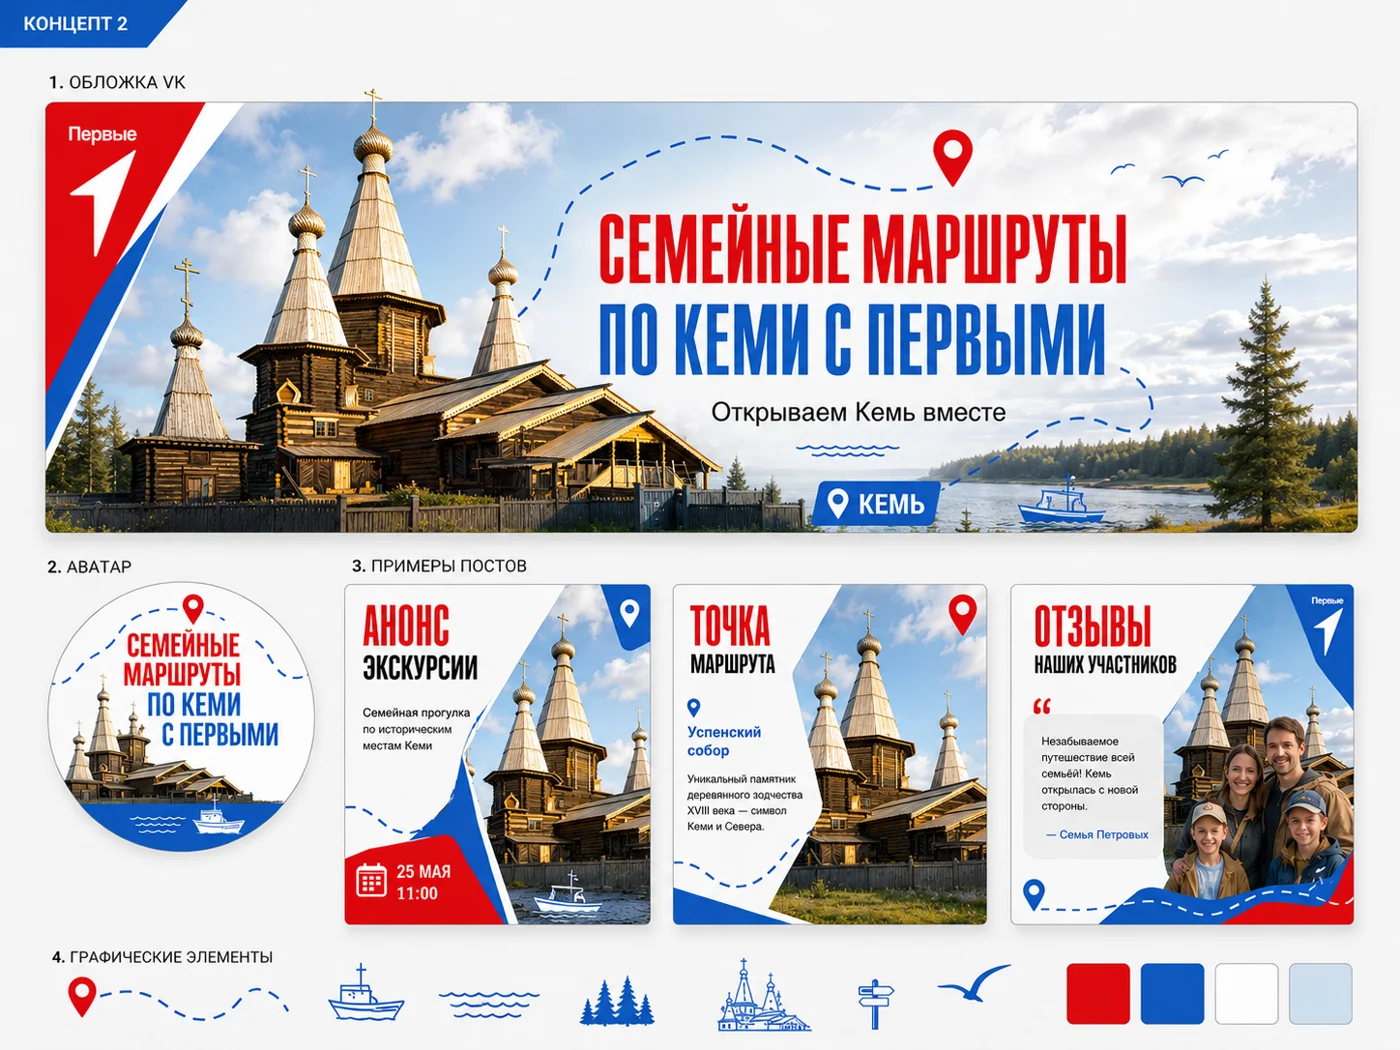 КОНЦЕПТ 2
1. ОБЛОЖКА VK
Первые
СЕМЕЙНЫЕ МАРШРУТЫ
ПО КЕМИ С ПЕРВЫМИ
Открываем Кемь вместе
КЕМЬ
2. АВАТАР
СЕМЕЙНЫЕ
МАРШРУТЫ
ПО КЕМИ
С ПЕРВЫМИ
3. ПРИМЕРЫ ПОСТОВ
АНОНС
ЭКСКУРСИИ
Семейная прогулка
по историческим
местам Кеми
25 МАЯ
11:00
ТОЧКА
МАРШРУТА
Успенский
собор
Уникальный памятник
деревянного зодчества
XVIII века — символ
Кеми и Севера.
ОТЗЫВЫ
НАШИХ УЧАСТНИКОВ
Первые
“
Незабываемое
путешествие всей
семьёй! Кемь
открылась с новой
стороны.
— Семья Петровых
4. ГРАФИЧЕСКИЕ ЭЛЕМЕНТЫ